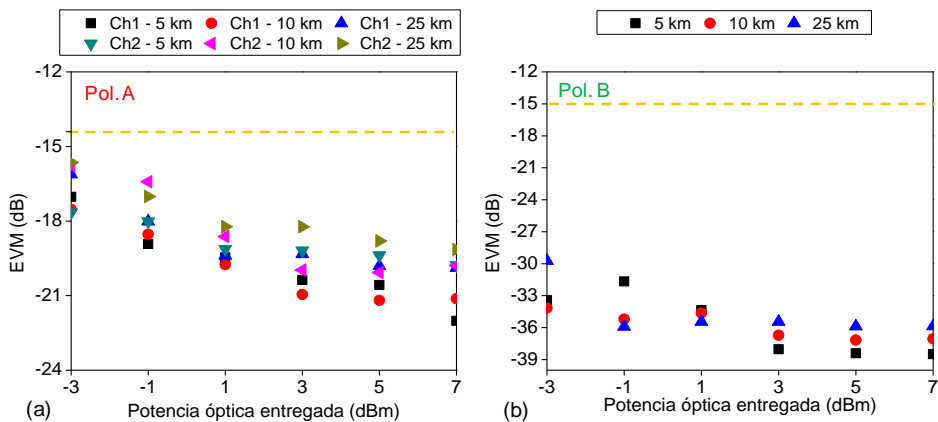 Ch1 - 5 km Ch1 - 10 km Ch1 - 25 km
Ch2 - 5 km Ch2 - 10 km Ch2 - 25 km
-12
-15
-18
-21
-24
EVM (dB)
Pol. A
-3 -1 1 3 5 7
Potencia óptica entregada (dBm)
(a)
5 km 10 km 25 km
-12
-15
-18
-21
-24
-27
-30
-33
-36
-39
EVM (dB)
Pol. B
-3 -1 1 3 5 7
Potencia óptica entregada (dBm)
(b)